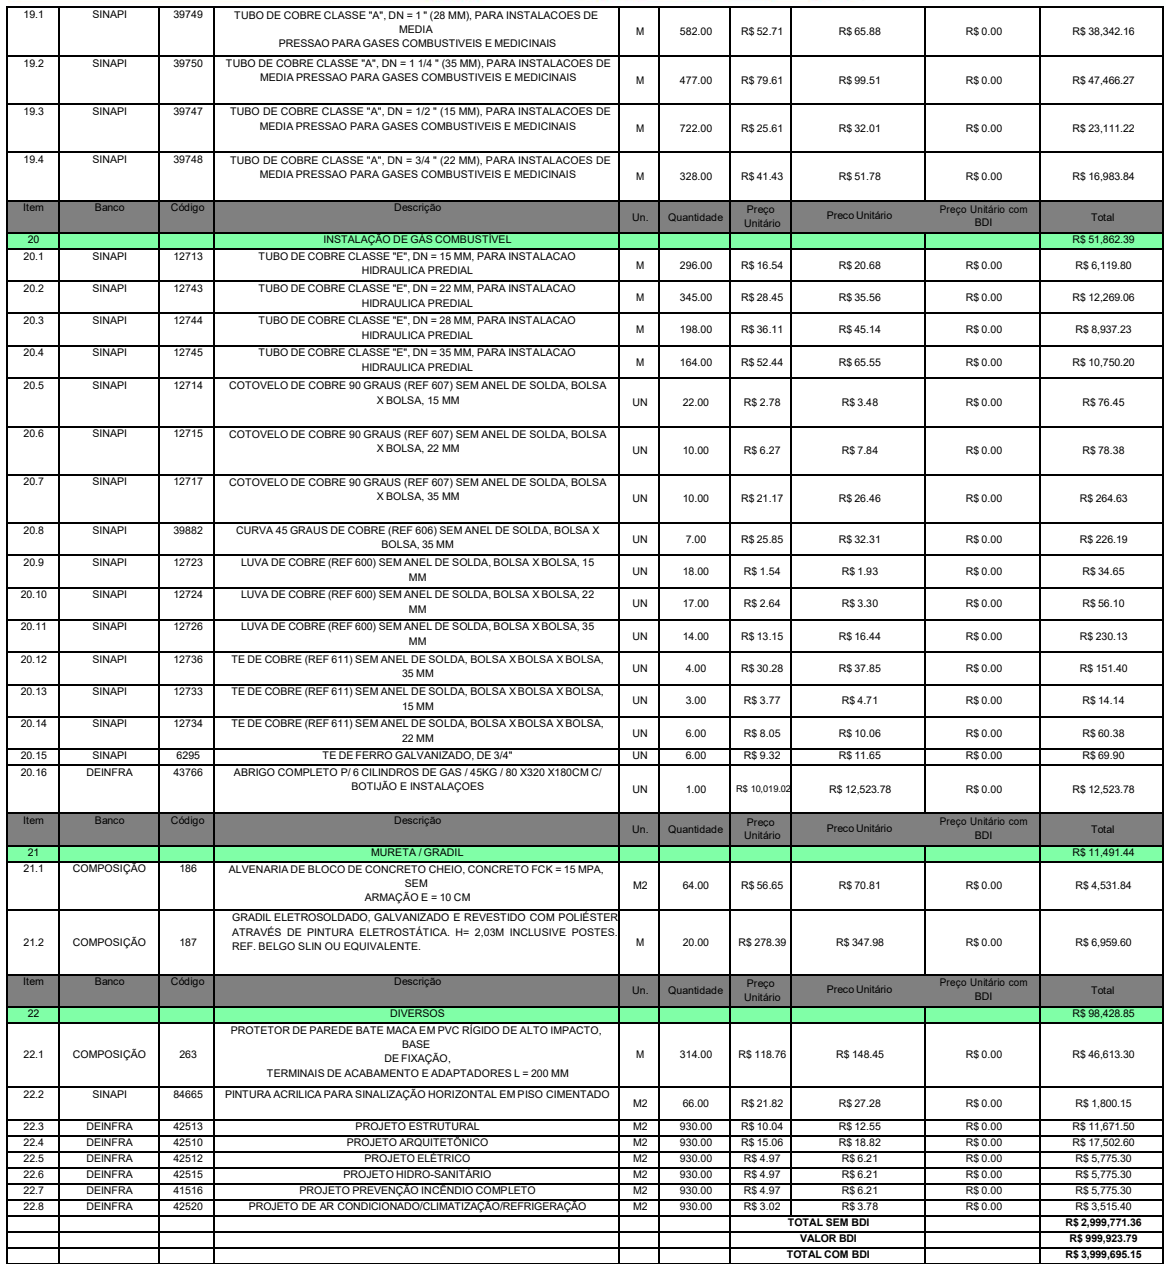 19.1 SINAPI 39749 TUBO DE COBRE CLASSE "A", DN = 1 " (28 MM), PARA INSTALACOES DE
MEDIA
PRESSAO PARA GASES COMBUSTIVEIS E MEDICINAIS M 582.00 R$ 52.71 R$ 65.88 R$ 0.00 R$ 38,342.16
19.2 SINAPI 39750 TUBO DE COBRE CLASSE "A", DN = 1 1/4 " (35 MM), PARA INSTALACOES DE
MEDIA PRESSAO PARA GASES COMBUSTIVEIS E MEDICINAIS M 477.00 R$ 79.61 R$ 99.51 R$ 0.00 R$ 47,466.27
19.3 SINAPI 39747 TUBO DE COBRE CLASSE "A", DN = 1/2 " (15 MM), PARA INSTALACOES DE
MEDIA PRESSAO PARA GASES COMBUSTIVEIS E MEDICINAIS M 722.00 R$ 25.61 R$ 32.01 R$ 0.00 R$ 23,111.22
19.4 SINAPI 39748 TUBO DE COBRE CLASSE "A", DN = 3/4 " (22 MM), PARA INSTALACOES DE
MEDIA PRESSAO PARA GASES COMBUSTIVEIS E MEDICINAIS M 328.00 R$ 41.43 R$ 51.78 R$ 0.00 R$ 16,983.84
Item Banco Código Descrição Un. Quantidade Preço Unitário Preco Unitário Preço Unitário com BDI Total
20 INSTALAÇÃO DE GÁS COMBUSTÍVEL R$ 51,862.39
20.1 SINAPI 12713 TUBO DE COBRE CLASSE "E", DN = 15 MM, PARA INSTALACAO
HIDRAULICA PREDIAL M 296.00 R$ 16.54 R$ 20.68 R$ 0.00 R$ 6,119.80
20.2 SINAPI 12743 TUBO DE COBRE CLASSE "E", DN = 22 MM, PARA INSTALACAO
HIDRAULICA PREDIAL M 345.00 R$ 28.45 R$ 35.56 R$ 0.00 R$ 12,269.06
20.3 SINAPI 12744 TUBO DE COBRE CLASSE "E", DN = 28 MM, PARA INSTALACAO
HIDRAULICA PREDIAL M 198.00 R$ 36.11 R$ 45.14 R$ 0.00 R$ 8,937.23
20.4 SINAPI 12745 TUBO DE COBRE CLASSE "E", DN = 35 MM, PARA INSTALACAO
HIDRAULICA PREDIAL M 164.00 R$ 52.44 R$ 65.55 R$ 0.00 R$ 10,750.20
20.5 SINAPI 12714 COTOVELO DE COBRE 90 GRAUS (REF 607) SEM ANEL DE SOLDA, BOLSA
X BOLSA, 15 MM UN 22.00 R$ 2.78 R$ 3.48 R$ 0.00 R$ 76.45
20.6 SINAPI 12715 COTOVELO DE COBRE 90 GRAUS (REF 607) SEM ANEL DE SOLDA, BOLSA
X BOLSA, 22 MM UN 10.00 R$ 6.27 R$ 7.84 R$ 0.00 R$ 78.38
20.7 SINAPI 12717 COTOVELO DE COBRE 90 GRAUS (REF 607) SEM ANEL DE SOLDA, BOLSA
X BOLSA, 35 MM UN 10.00 R$ 21.17 R$ 26.46 R$ 0.00 R$ 264.63
20.8 SINAPI 39882 CURVA 45 GRAUS DE COBRE (REF 606) SEM ANEL DE SOLDA, BOLSA X
BOLSA, 35 MM UN 7.00 R$ 25.85 R$ 32.31 R$ 0.00 R$ 226.19
20.9 SINAPI 12723 LUVA DE COBRE (REF 600) SEM ANEL DE SOLDA, BOLSA X BOLSA, 15
MM UN 18.00 R$ 1.54 R$ 1.93 R$ 0.00 R$ 34.65
20.10 SINAPI 12724 LUVA DE COBRE (REF 600) SEM ANEL DE SOLDA, BOLSA X BOLSA, 22
MM UN 17.00 R$ 2.64 R$ 3.30 R$ 0.00 R$ 56.10
20.11 SINAPI 12726 LUVA DE COBRE (REF 600) SEM ANEL DE SOLDA, BOLSA X BOLSA, 35
MM UN 14.00 R$ 13.15 R$ 16.44 R$ 0.00 R$ 230.13
20.12 SINAPI 12736 TE DE COBRE (REF 611) SEM ANEL DE SOLDA, BOLSA X BOLSA X BOLSA,
35 MM UN 4.00 R$ 30.28 R$ 37.85 R$ 0.00 R$ 151.40
20.13 SINAPI 12733 TE DE COBRE (REF 611) SEM ANEL DE SOLDA, BOLSA X BOLSA X BOLSA,
15 MM UN 3.00 R$ 3.77 R$ 4.71 R$ 0.00 R$ 14.14
20.14 SINAPI 12734 TE DE COBRE (REF 611) SEM ANEL DE SOLDA, BOLSA X BOLSA X BOLSA,
22 MM UN 6.00 R$ 8.05 R$ 10.06 R$ 0.00 R$ 60.38
20.15 SINAPI 6295 TE DE FERRO GALVANIZADO, DE 3/4" UN 6.00 R$ 9.32 R$ 11.65 R$ 0.00 R$ 69.90
20.16 DEINFRA 43766 ABRIGO COMPLETO P/ 6 CILINDROS DE GAS / 45KG / 80 X320 X180CM C/
BOTIJÃO E INSTALAÇOES UN 1.00 R$ 10,019.02 R$ 12,523.78 R$ 0.00 R$ 12,523.78
Item Banco Código Descrição Un. Quantidade Preço Unitário Preco Unitário Preço Unitário com BDI Total
21 MURETA / GRADIL R$ 11,491.44
21.1 COMPOSIÇÃO 186 ALVENARIA DE BLOCO DE CONCRETO CHEIO, CONCRETO FCK = 15 MPA,
SEM
ARMAÇÃO E = 10 CM M2 64.00 R$ 56.65 R$ 70.81 R$ 0.00 R$ 4,531.84
21.2 COMPOSIÇÃO 187 GRADIL ELETROSOLDADO, GALVANIZADO E REVESTIDO COM POLIÉSTER
ATRAVÉS DE PINTURA ELETROSTÁTICA. H= 2,03M INCLUSIVE POSTES.
REF. BELGO SLIN OU EQUIVALENTE. M 20.00 R$ 278.39 R$ 347.98 R$ 0.00 R$ 6,959.60
Item Banco Código Descrição Un. Quantidade Preço Unitário Preco Unitário Preço Unitário com BDI Total
22 DIVERSOS R$ 98,428.85
22.1 COMPOSIÇÃO 263 PROTETOR DE PAREDE BATE MACA EM PVC RÍGIDO DE ALTO IMPACTO,
BASE
DE FIXAÇÃO,
TERMINAIS DE ACABAMENTO E ADAPTADORES L = 200 MM M 314.00 R$ 118.76 R$ 148.45 R$ 0.00 R$ 46,613.30
22.2 SINAPI 84665 PINTURA ACRILICA PARA SINALIZAÇÃO HORIZONTAL EM PISO CIMENTADO M2 66.00 R$ 21.82 R$ 27.28 R$ 0.00 R$ 1,800.15
22.3 DEINFRA 42513 PROJETO ESTRUTURAL M2 930.00 R$ 10.04 R$ 12.55 R$ 0.00 R$ 11,671.50
22.4 DEINFRA 42510 PROJETO ARQUITETÔNICO M2 930.00 R$ 15.06 R$ 18.82 R$ 0.00 R$ 17,502.60
22.5 DEINFRA 42512 PROJETO ELÉTRICO M2 930.00 R$ 4.97 R$ 6.21 R$ 0.00 R$ 5,775.30
22.6 DEINFRA 42515 PROJETO HIDRO-SANITÁRIO M2 930.00 R$ 4.97 R$ 6.21 R$ 0.00 R$ 5,775.30
22.7 DEINFRA 41516 PROJETO PREVENÇÃO INCÊNDIO COMPLETO M2 930.00 R$ 4.97 R$ 6.21 R$ 0.00 R$ 5,775.30
22.8 DEINFRA 42520 PROJETO DE AR CONDICIONADO/CLIMATIZAÇÃO/REFRIGERAÇÃO M2 930.00 R$ 3.02 R$ 3.78 R$ 0.00 R$ 3,515.40
TOTAL SEM BDI R$ 2,999,771.36
VALOR BDI R$ 999,923.79
TOTAL COM BDI R$ 3,999,695.15